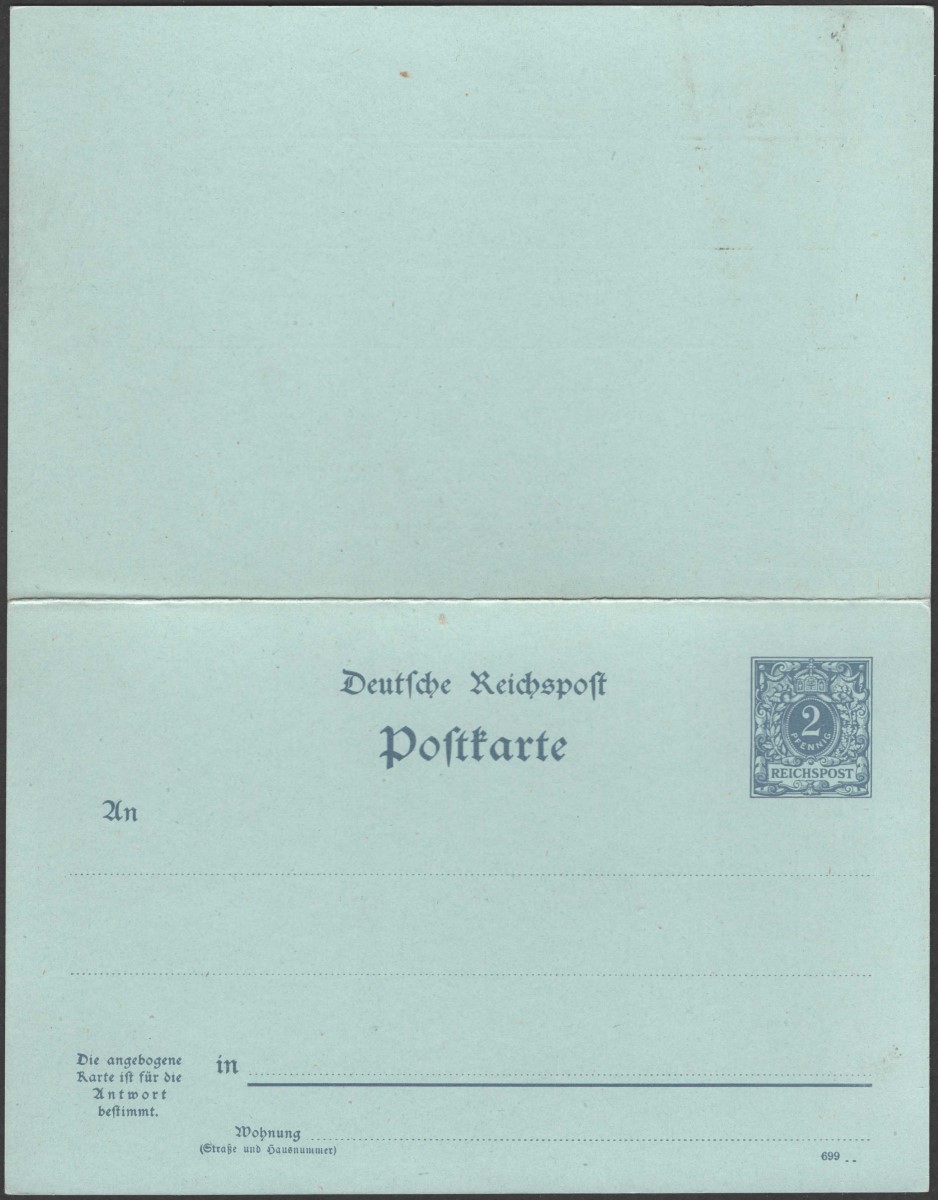 Deutſche Reichspoſt
Poſtkarte
2
PFENNIG
REICHSPOST
An
Die angebogene
Karte iſt für die
Antwort
beſtimmt.
in
Wohnung
(Straße und Hausnummer)
699 --